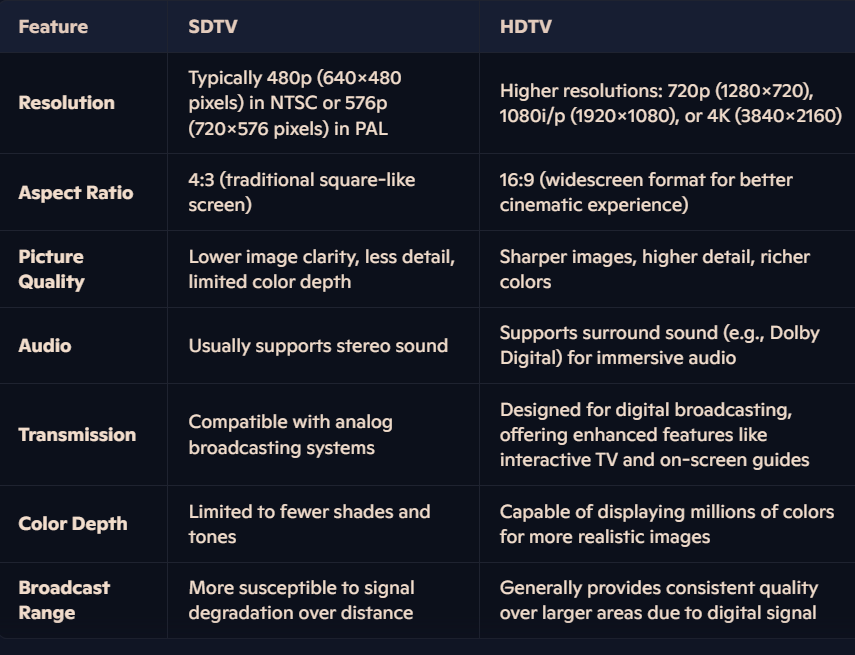 Feature SDTV HDTV
Resolution
Typically 480p (640×480
pixels) in NTSC or 576p
(720×576 pixels) in PAL
Higher resolutions: 720p (1280×720),
1080i/p (1920×1080), or 4K (3840×2160)
Aspect Ratio
4:3 (traditional square-like
screen)
16:9 (widescreen format for better
cinematic experience)
Picture
Quality
Lower image clarity, less detail,
limited color depth
Sharper images, higher detail, richer
colors
Audio
Usually supports stereo sound
Supports surround sound (e.g., Dolby
Digital) for immersive audio
Transmission
Compatible with analog
broadcasting systems
Designed for digital broadcasting,
offering enhanced features like
interactive TV and on-screen guides
Color Depth
Limited to fewer shades and
tones
Capable of displaying millions of colors
for more realistic images
Broadcast
Range
More susceptible to signal
degradation over distance
Generally provides consistent quality
over larger areas due to digital signal